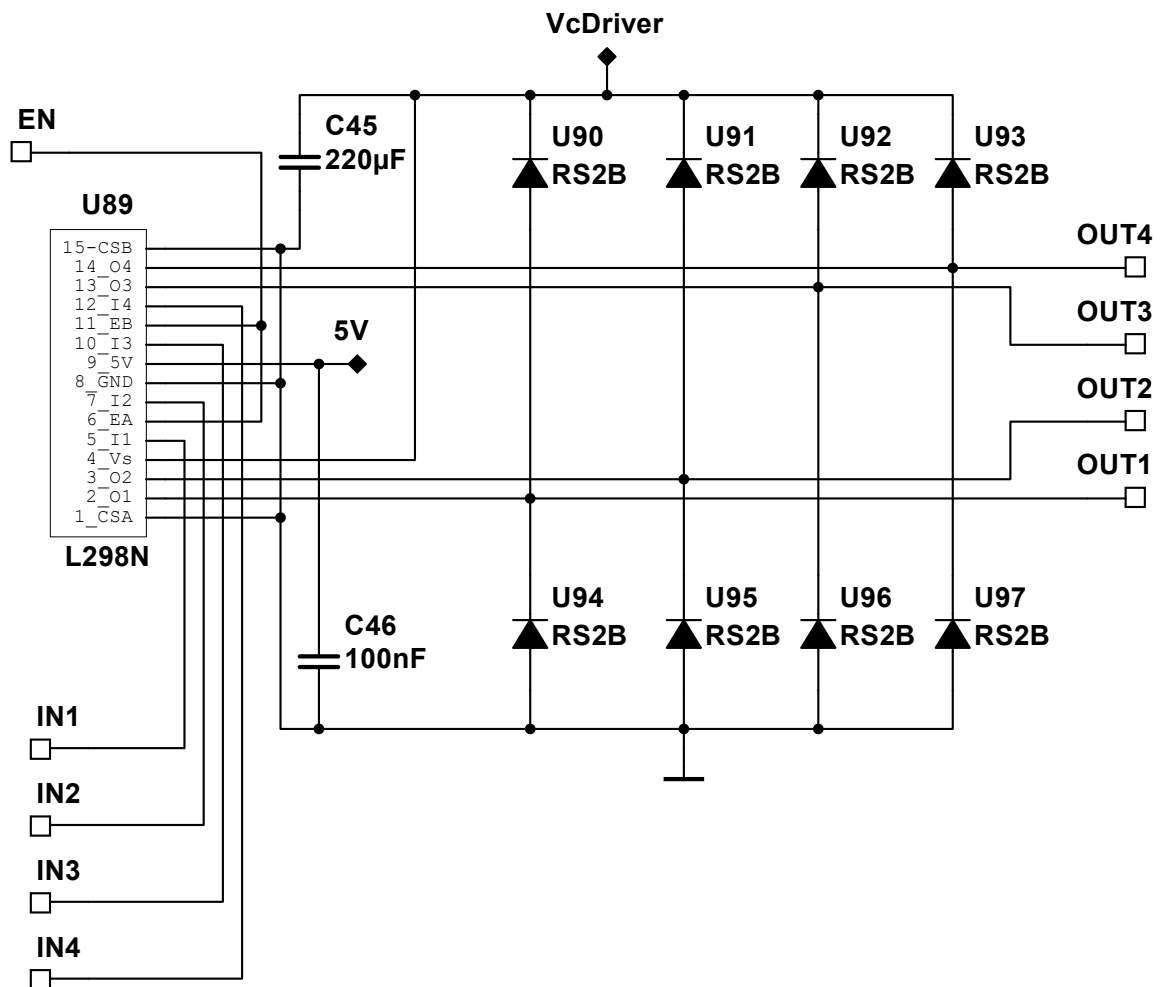 VcDriver
EN
C45
220µF
U90
RS2B
U91
RS2B
U92
RS2B
U93
RS2B
U89
15-CSB
14_O4
13_O3
12_I4
11_EB
10_I3
9_5V
8_GND
7_I2
6_EA
5_I1
4_Vs
3_O2
2_O1
1_CSA
L298N
5V
OUT4
OUT3
OUT2
OUT1
C46
100nF
U94
RS2B
U95
RS2B
U96
RS2B
U97
RS2B
IN1
IN2
IN3
IN4